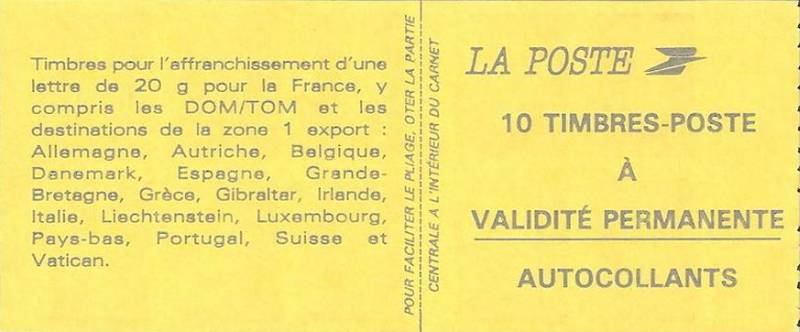 Timbres pour l'affranchissement d'une
lettre de 20 g pour la France, y
compris les DOM/TOM et les
destinations de la zone 1 export :
Allemagne, Autriche, Belgique,
Danemark, Espagne, Grande-
Bretagne, Grèce, Gibraltar, Irlande,
Italie, Liechtenstein, Luxembourg,
Pays-bas, Portugal, Suisse et
Vatican.
POUR FACILITER LE PLIAGE, OTER LA PARTIE
CENTRALE A L'INTÉRIEUR DU CARNET
LA POSTE
10 TIMBRES-POSTE
À
VALIDITÉ PERMANENTE
AUTOCOLLANTS